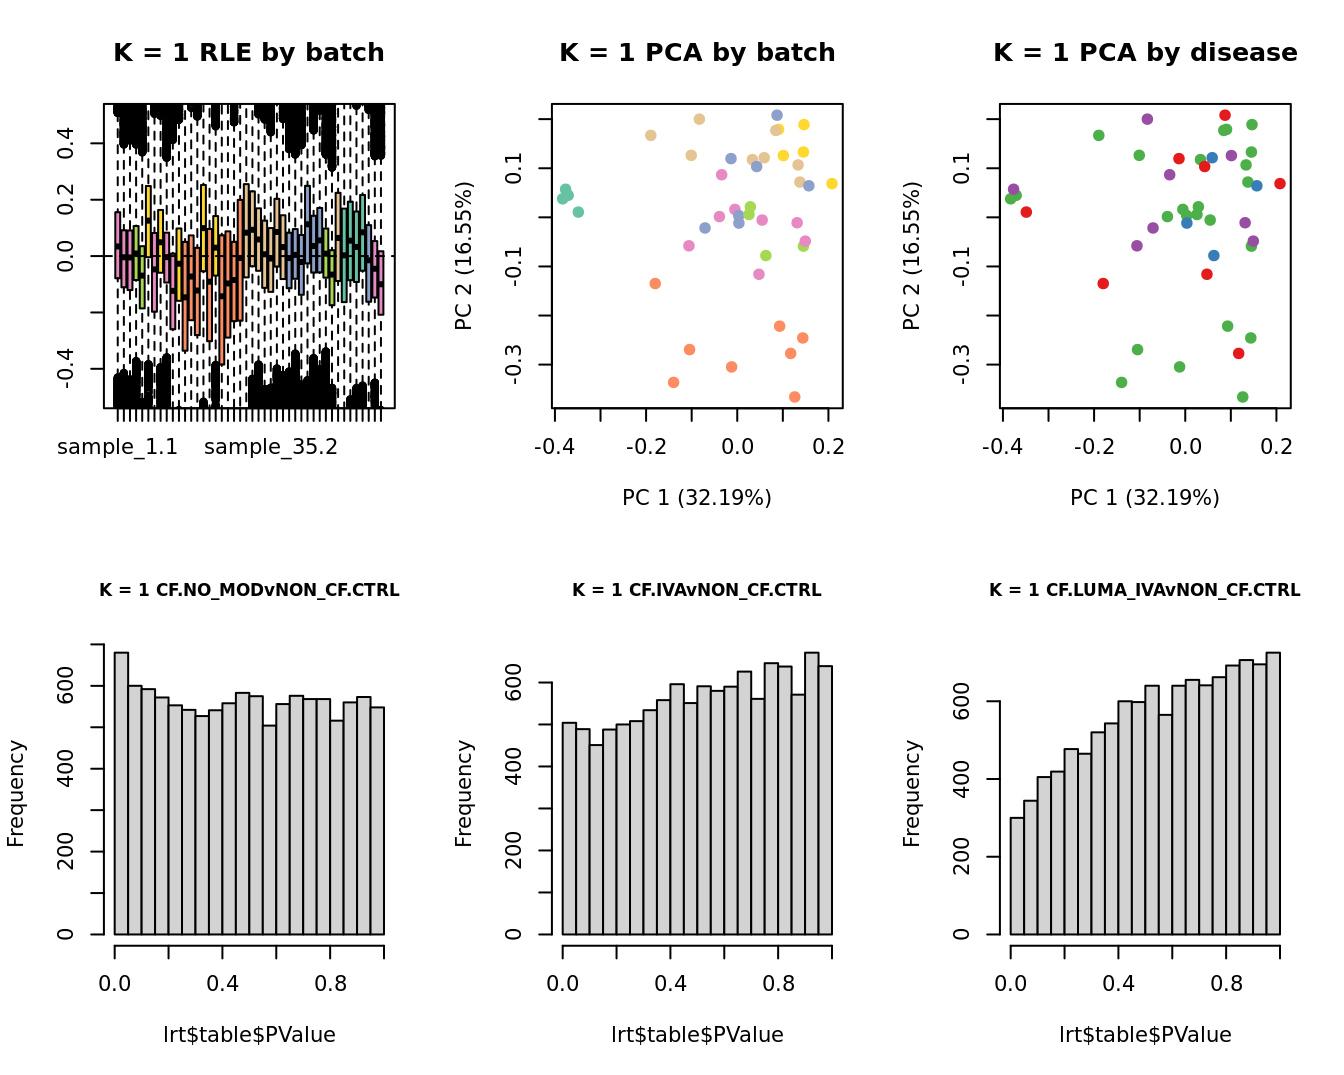 K = 1 RLE by batch
0.4
0.2
0.0
-0.4
sample_1.1 sample_35.2
K = 1 PCA by batch
PC 2 (16.55%)
0.1
-0.1
-0.3
-0.4 -0.2 0.0 0.2
PC 1 (32.19%)
K = 1 PCA by disease
PC 2 (16.55%)
0.1
-0.1
-0.3
-0.4 -0.2 0.0 0.2
PC 1 (32.19%)
K = 1 CF.NO_MODvNON_CF.CTRL
Frequency
600
400
200
0
0.0 0.4 0.8
lrt$table$PValue
K = 1 CF.IVAvNON_CF.CTRL
Frequency
600
400
200
0
0.0 0.4 0.8
lrt$table$PValue
K = 1 CF.LUMA_IVAvNON_CF.CTRL
Frequency
600
400
200
0
0.0 0.4 0.8
lrt$table$PValue